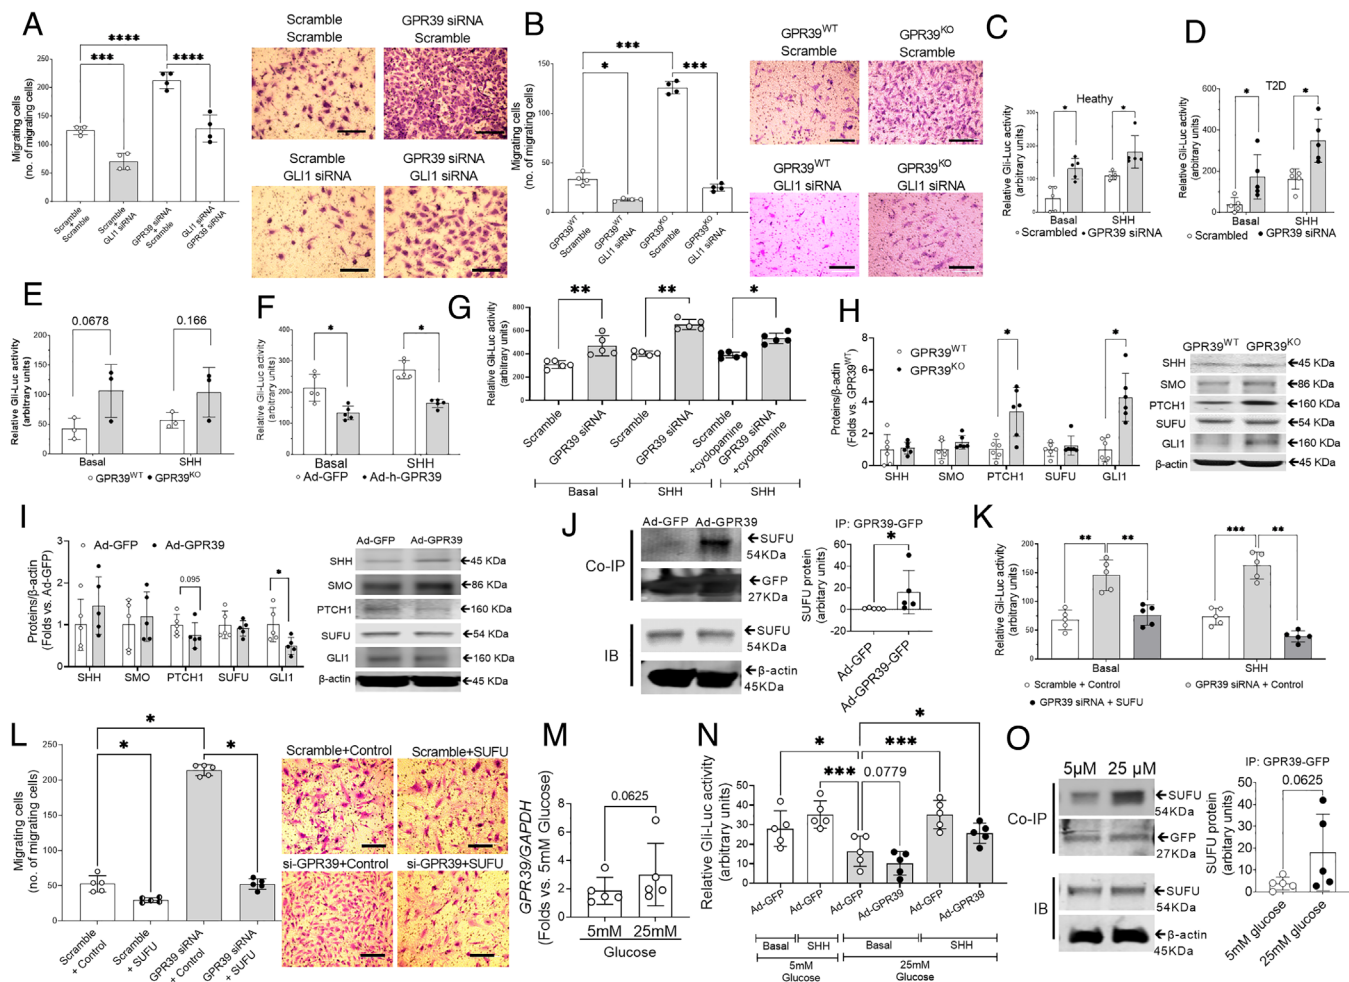 A
Scramble
Scramble
GPR39 siRNA
Scramble
Scramble
GLI1 siRNA
GPR39 siRNA
GLI1 siRNA
Migrating cells
(no. of migrating cells)
250
200
150
100
50
0
***
****
****
Scramble
+
Scramble
Scramble
+
GLI1 siRNA
GPR39 siRNA
+
Scramble
GLI1 siRNA
+
GPR39 siRNA
B
GPR39WT
Scramble
GPR39KO
Scramble
GPR39WT
GLI1 siRNA
GPR39KO
GLI1 siRNA
Migrating cells
(no. of migrating cells)
150
100
50
0
*
***
***
GPR39WT
Scramble
GPR39WT
GLI1 siRNA
GPR39KO
Scramble
GPR39KO
GLI1 siRNA
C
Heathy
Relative Gli-Luc activity
(arbitrary units)
400
300
200
100
0
*
*
Basal
SHH
Scrambled
GPR39 siRNA
D
T2D
Relative Gli-Luc activity
(arbitrary units)
600
400
200
0
*
*
Basal
SHH
Scrambled
GPR39 siRNA
E
Relative Gli-Luc activity
(arbitrary units)
200
150
100
50
0
0.0678
0.166
Basal
SHH
GPR39WT
GPR39KO
F
Relative Gli-Luc activity
(arbitrary units)
400
300
200
100
0
*
*
Basal
SHH
Ad-GFP
Ad-h-GPR39
G
Relative Gli-Luc activity
(arbitrary units)
800
600
400
200
0
**
**
*
Scramble
GPR39 siRNA
Scramble
GPR39 siRNA
Scramble
+cyclopamine
GPR39 siRNA
+cyclopamine
Basal
SHH
SHH
H
GPR39WT
GPR39KO
Proteins/β-actin
(Folds vs. GPR39WT)
8
6
4
2
0
*
*
SHH
SMO
PTCH1
SUFU
GLI1
GPR39WT
GPR39KO
SHH
45 KDa
SMO
86 KDa
PTCH1
160 KDa
SUFU
54 KDa
GLI1
160 KDa
β-actin
45 KDa
I
Ad-GFP
Ad-GPR39
Proteins/β-actin
(Folds vs. Ad-GFP)
3
2
1
0
0.095
*
SHH
SMO
PTCH1
SUFU
GLI1
Ad-GFP
Ad-GPR39
SHH
45 KDa
SMO
86 KDa
PTCH1
160 KDa
SUFU
54 KDa
GLI1
160 KDa
β-actin
45 KDa
J
Ad-GFP
Ad-GPR39
Co-IP
SUFU
54KDa
GFP
27KDa
IB
SUFU
54KDa
β-actin
45KDa
IP: GPR39-GFP
SUFU protein
(arbitary units)
*
Ad-GFP
Ad-GPR39-GFP
K
Relative Gli-Luc activity
(arbitrary units)
250
200
150
100
50
0
**
**
***
**
Basal
SHH
Scramble + Control
GPR39 siRNA + Control
GPR39 siRNA + SUFU
L
Migrating cells
(no. of migrating cells)
250
200
150
100
50
0
*
*
*
Scramble
+ Control
Scramble
+ SUFU
GPR39 siRNA
+ Control
GPR39 siRNA
+ SUFU
Scramble+Control
Scramble+SUFU
si-GPR39+Control
si-GPR39+SUFU
M
GPR39/GAPDH
(Folds vs. 5mM Glucose)
8
6
4
2
0
0.0625
5mM
25mM
Glucose
N
Relative Gli-Luc activity
(arbitrary units)
50
40
30
20
10
0
*
***
0.0779
***
*
Ad-GFP
Ad-GFP
Ad-GFP
Ad-GPR39
Ad-GFP
Ad-GPR39
Basal
SHH
Basal
SHH
5mM
Glucose
25mM
Glucose
O
5µM
25 µM
Co-IP
SUFU
54KDa
GFP
27KDa
IB
SUFU
54KDa
β-actin
45KDa
IP: GPR39-GFP
SUFU protein
(arbitary units)
50
40
30
20
10
0
0.0625
5mM glucose
25mM glucose